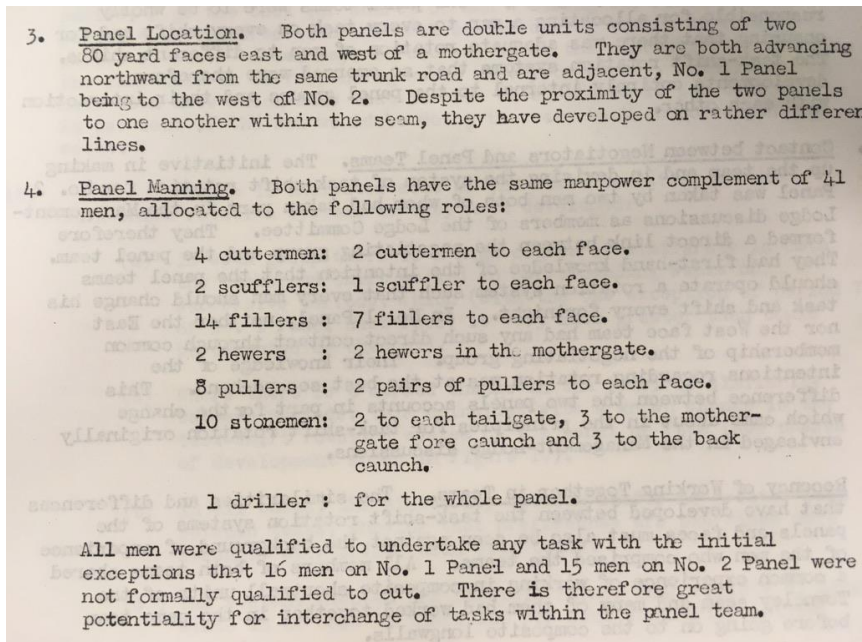 3. Panel Location. Both panels are double units consisting of two
80 yard faces east and west of a mothergate. They are both advancing
northward from the same trunk road and are adjacent, No. 1 Panel
being to the west of No. 2. Despite the proximity of the two panels
to one another within the seam, they have developed on rather differen
lines.
4. Panel Manning. Both panels have the same manpower complement of 41
men, allocated to the following roles:
4 cuttermen: 2 cuttermen to each face.
2 scufflers: 1 scuffler to each face.
14 fillers : 7 fillers to each face.
2 hewers : 2 hewers in the mothergate.
8 pullers : 2 pairs of pullers to each face.
10 stonemen: 2 to each tailgate, 3 to the mother-
gate fore caunch and 3 to the back
caunch.
1 driller : for the whole panel.
All men were qualified to undertake any task with the initial
exceptions that 16 men on No. 1 Panel and 15 men on No. 2 Panel were
not formally qualified to cut. There is therefore great
potentiality for interchange of tasks within the panel team.